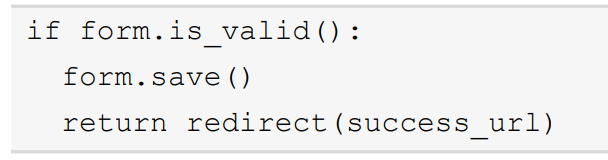 if form.is_valid():
  form.save()
  return redirect(success_url)